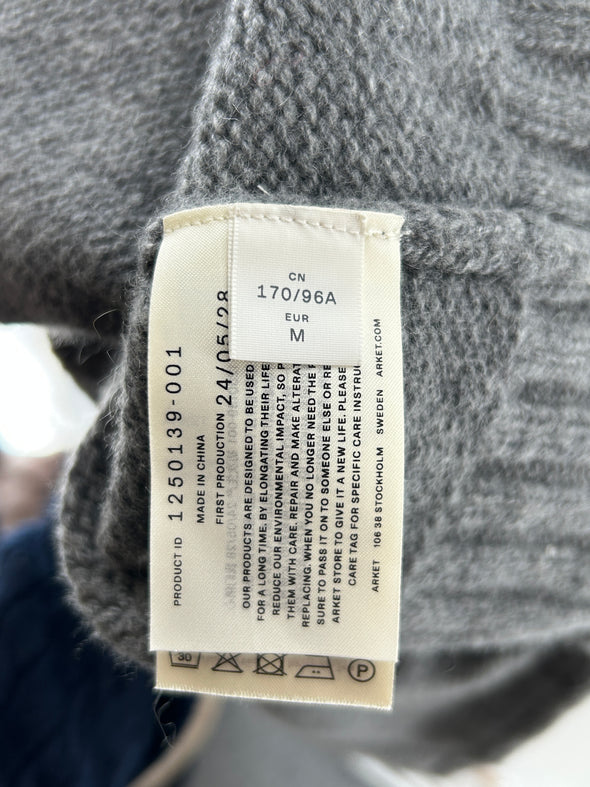 CN
170/96A
EUR
M
PRODUCT ID 1250139-001
MADE IN CHINA
FIRST PRODUCTION 24/05/28
OUR PRODUCTS ARE DESIGNED TO BE USED
FOR A LONG TIME. BY ELONGATING THEIR LIFE
REDUCE OUR ENVIRONMENTAL IMPACT, SO
THEM WITH CARE. REPAIR AND MAKE
REPLACING. WHEN YOU NO LONGER NEED THE
SURE TO PASS IT ON TO SOMEONE ELSE OR
ARKET STORE TO GIVE IT A NEW LIFE. PLEASE
CARE TAG FOR SPECIFIC CARE
ARKET 106 38 STOCKHOLM SWEDEN ARKET.COM
30
P